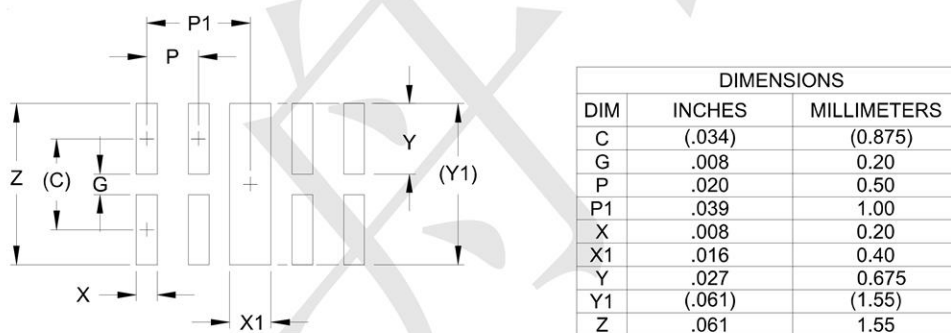 P1
P
Z
(C)
G
Y
(Y1)
X
X1
DIMENSIONS
DIM INCHES MILLIMETERS
C (.034) (0.875)
G .008 0.20
P .020 0.50
P1 .039 1.00
X .008 0.20
X1 .016 0.40
Y .027 0.675
Y1 (.061) (1.55)
Z .061 1.55